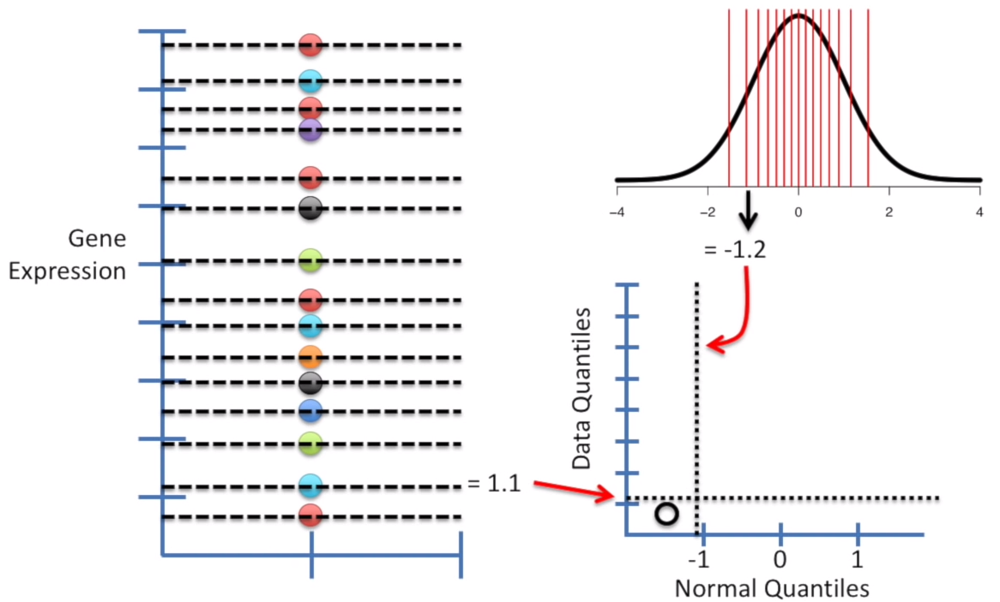 Gene
Expression
= 1.1
−4 −2 0 2 4
= -1.2
Data Quantiles
-1 0 1
Normal Quantiles